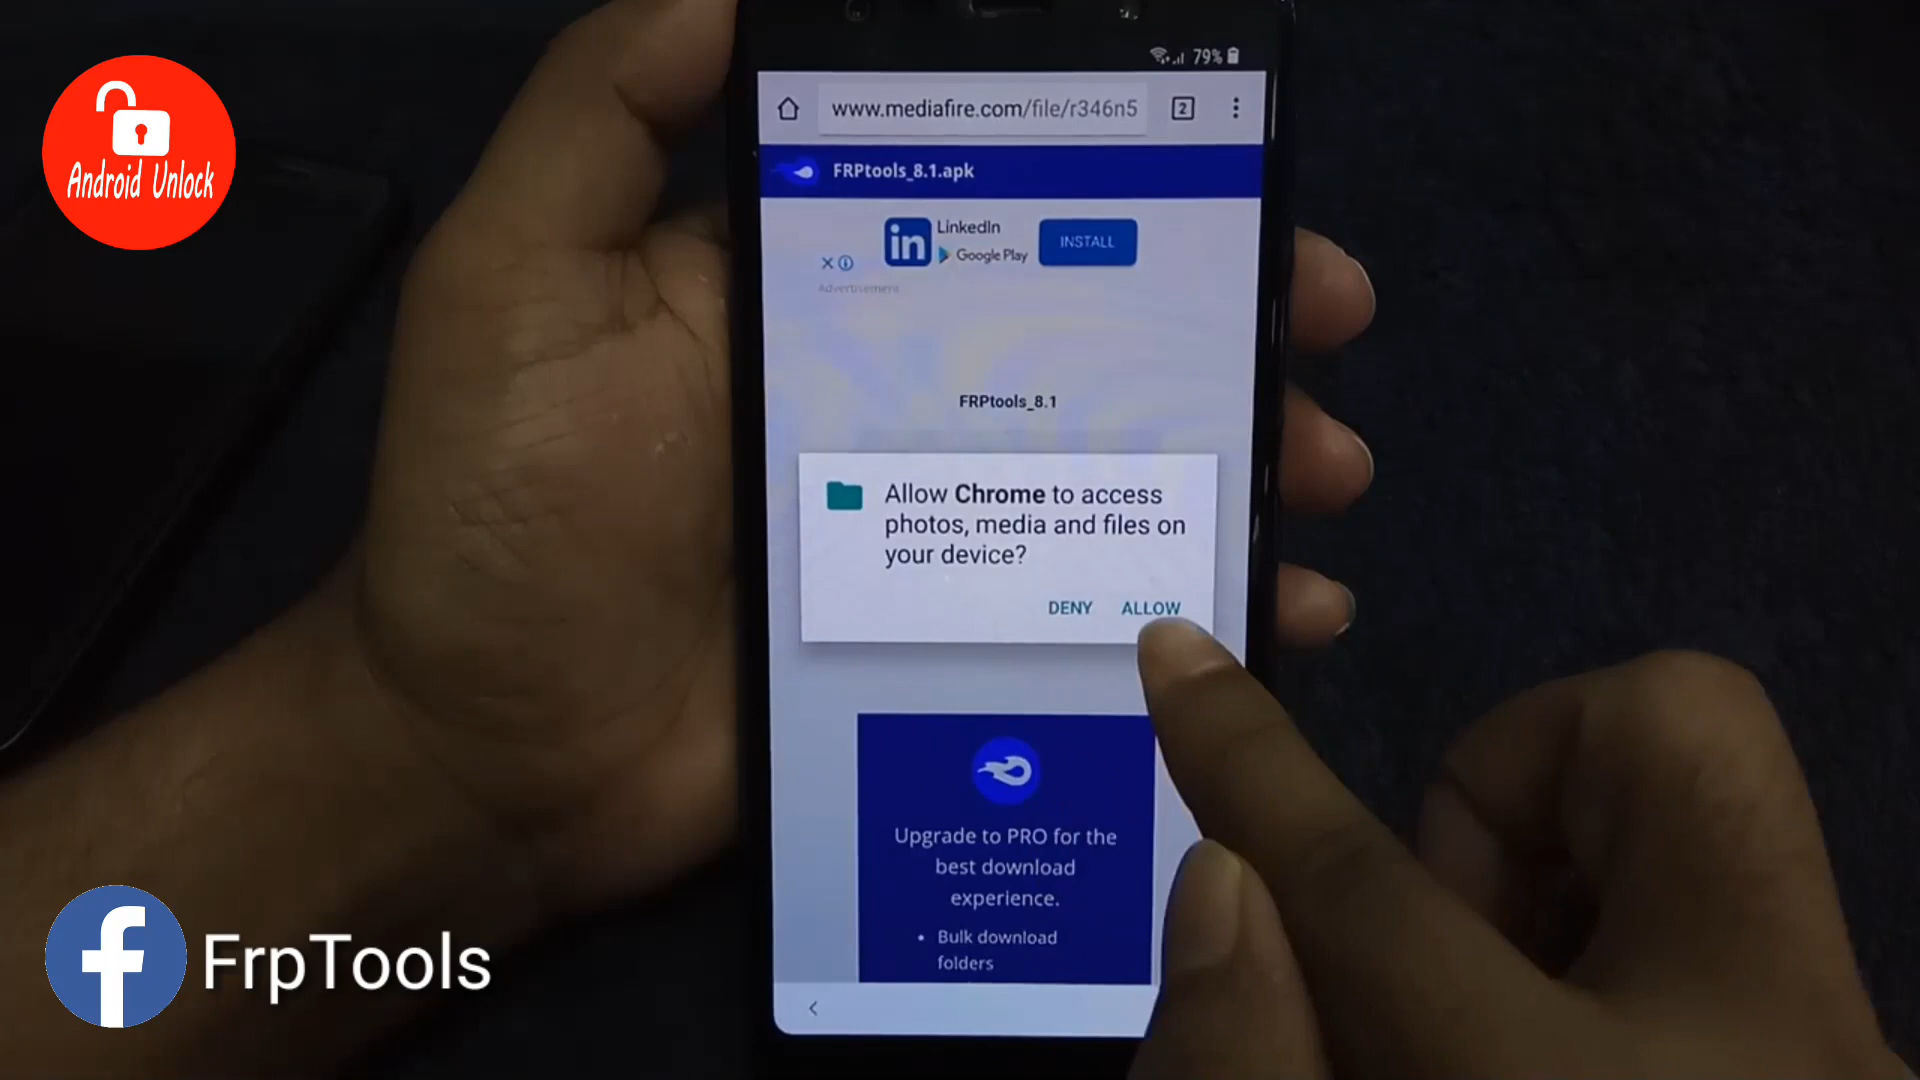 Android Unlock
79%
www.mediafire.com/file/r346n5
2
FRPtools_8.1.apk
in
LinkedIn
Google Play
INSTALL
Advertisement
FRPtools_8.1
Allow Chrome to access
photos, media and files on
your device?
DENY ALLOW
Upgrade to PRO for the
best download
experience.
• Bulk download
folders
f FrpTools